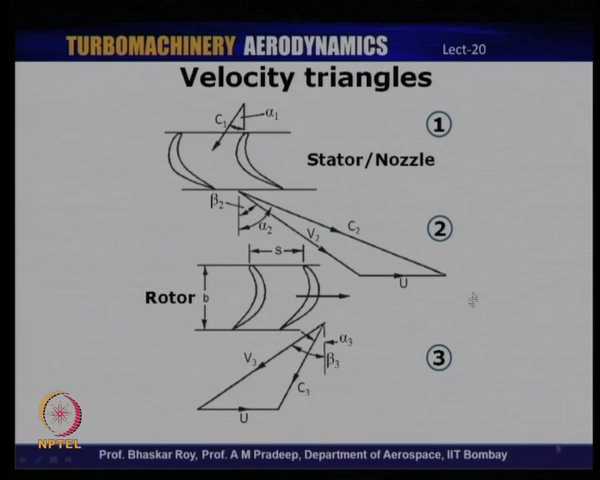 TURBOMACHINERY AERODYNAMICS
Lect-20
Velocity triangles
C1
α1
1
Stator/Nozzle
β2
α2
V2
C2
2
s
U
Rotor
b
α3
β3
V3
C3
3
U
NPTEL
Prof. Bhaskar Roy, Prof. A M Pradeep, Department of Aerospace, IIT Bombay
8